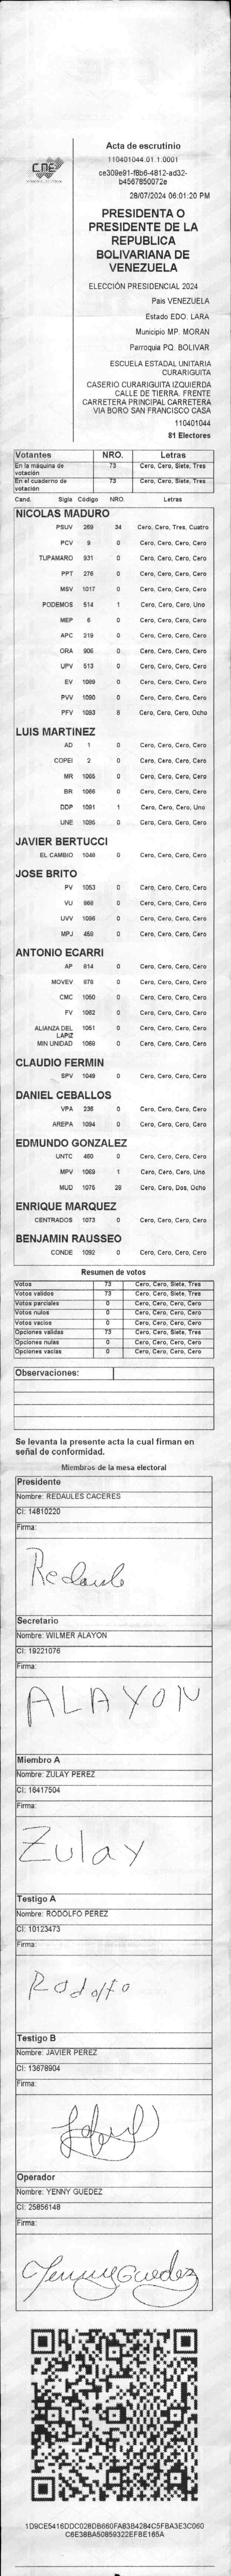 CNE
Acta de escrutinio
110401044.01.1.0001
ce309e91-f8b6-4812-ad32-
b4567850072e
28/07/2024 06:01:20 PM
PRESIDENTA O
PRESIDENTE DE LA
REPUBLICA
BOLIVARIANA DE
VENEZUELA
ELECCIÓN PRESIDENCIAL 2024
Pais VENEZUELA
Estado EDO. LARA
Municipio MP. MORAN
Parroquia PQ. BOLIVAR
ESCUELA ESTADAL UNITARIA
CURARIGUITA
CASERIO CURARIGUITA IZQUIERDA
CALLE DE TIERRA. FRENTE
CARRETERA PRINCIPAL CARRETERA
VIA BORO SAN FRANCISCO CASA
110401044
81 Electores
Votantes NRO. Letras
En la máquina de votación 73 Cero, Cero, Siete, Tres
En el cuaderno de votación 73 Cero, Cero, Siete, Tres
Cand. Sigla Código NRO. Letras
NICOLAS MADURO
PSUV 269 34 Cero, Cero, Tres, Cuatro
PCV 9 0 Cero, Cero, Cero, Cero
TUPAMARO 931 0 Cero, Cero, Cero, Cero
PPT 276 0 Cero, Cero, Cero, Cero
MSV 1017 0 Cero, Cero, Cero, Cero
PODEMOS 514 1 Cero, Cero, Cero, Uno
MEP 6 0 Cero, Cero, Cero, Cero
APC 219 0 Cero, Cero, Cero, Cero
ORA 906 0 Cero, Cero, Cero, Cero
UPV 513 0 Cero, Cero, Cero, Cero
EV 1089 0 Cero, Cero, Cero, Cero
PVV 1090 0 Cero, Cero, Cero, Cero
PFV 1093 8 Cero, Cero, Cero, Ocho
LUIS MARTINEZ
AD 1 0 Cero, Cero, Cero, Cero
COPEI 2 0 Cero, Cero, Cero, Cero
MR 1065 0 Cero, Cero, Cero, Cero
BR 1066 0 Cero, Cero, Cero, Cero
DDP 1091 1 Cero, Cero, Cero, Uno
UNE 1095 0 Cero, Cero, Cero, Cero
JAVIER BERTUCCI
EL CAMBIO 1048 0 Cero, Cero, Cero, Cero
JOSE BRITO
PV 1053 0 Cero, Cero, Cero, Cero
VU 868 0 Cero, Cero, Cero, Cero
UVV 1096 0 Cero, Cero, Cero, Cero
MPJ 458 0 Cero, Cero, Cero, Cero
ANTONIO ECARRI
AP 814 0 Cero, Cero, Cero, Cero
MOVEV 878 0 Cero, Cero, Cero, Cero
CMC 1050 0 Cero, Cero, Cero, Cero
FV 1062 0 Cero, Cero, Cero, Cero
ALIANZA DEL LAPIZ 1051 0 Cero, Cero, Cero, Cero
MIN UNIDAD 1068 0 Cero, Cero, Cero, Cero
CLAUDIO FERMIN
SPV 1049 0 Cero, Cero, Cero, Cero
DANIEL CEBALLOS
VPA 236 0 Cero, Cero, Cero, Cero
AREPA 1094 0 Cero, Cero, Cero, Cero
EDMUNDO GONZALEZ
UNTC 460 0 Cero, Cero, Cero, Cero
MPV 1069 1 Cero, Cero, Cero, Uno
MUD 1075 28 Cero, Cero, Dos, Ocho
ENRIQUE MARQUEZ
CENTRADOS 1073 0 Cero, Cero, Cero, Cero
BENJAMIN RAUSSEO
CONDE 1092 0 Cero, Cero, Cero, Cero
Resumen de votos
Votos 73 Cero, Cero, Siete, Tres
Votos validos 73 Cero, Cero, Siete, Tres
Votos parciales 0 Cero, Cero, Cero, Cero
Votos nulos 0 Cero, Cero, Cero, Cero
Votos vacios 0 Cero, Cero, Cero, Cero
Opciones validas 73 Cero, Cero, Siete, Tres
Opciones nulas 0 Cero, Cero, Cero, Cero
Opciones vacias 0 Cero, Cero, Cero, Cero
Observaciones:
Se levanta la presente acta la cual firman en
señal de conformidad.
Miembros de la mesa electoral
Presidente
Nombre: REDAULES CACERES
CI: 14810220
Firma:
Redaule
Secretario
Nombre: WILMER ALAYON
CI: 19221076
Firma:
ALAYON
Miembro A
Nombre: ZULAY PEREZ
CI: 16417504
Firma:
Zulay
Testigo A
Nombre: RODOLFO PEREZ
CI: 10123473
Firma:
Rodolfo
Testigo B
Nombre: JAVIER PEREZ
CI: 13678904
Firma:
Operador
Nombre: YENNY GUEDEZ
CI: 25856148
Firma:
Yenny Guedez
1D9CE5416DDC028DB660FAB3B4284C5FBA3E3C060
C6E38BA50859322EFBE165A